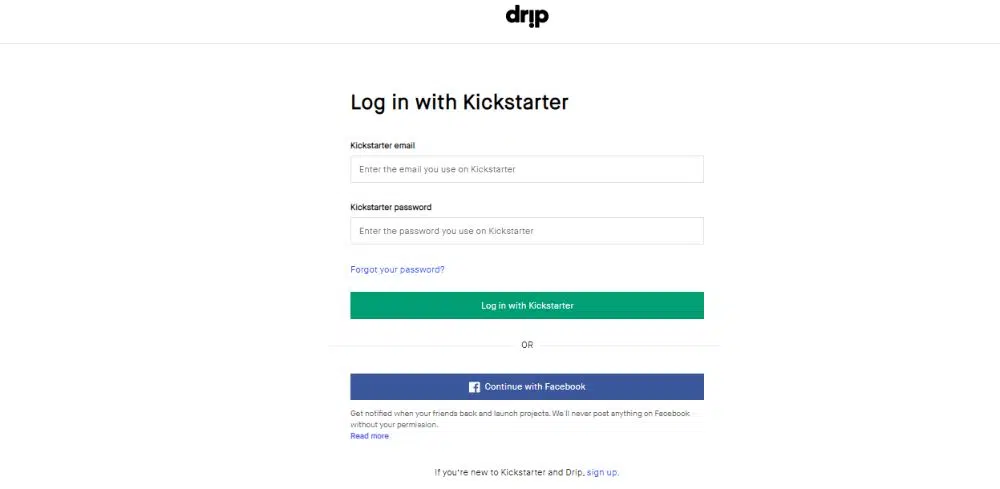 drip
Log in with Kickstarter
Kickstarter email
Enter the email you use on Kickstarter
Kickstarter password
Enter the password you use on Kickstarter
Forgot your password?
Log in with Kickstarter
OR
Continue with Facebook
Get notified when your friends back and launch projects. We'll never post anything on Facebook
without your permission.
Read more
If you're new to Kickstarter and Drip, sign up.